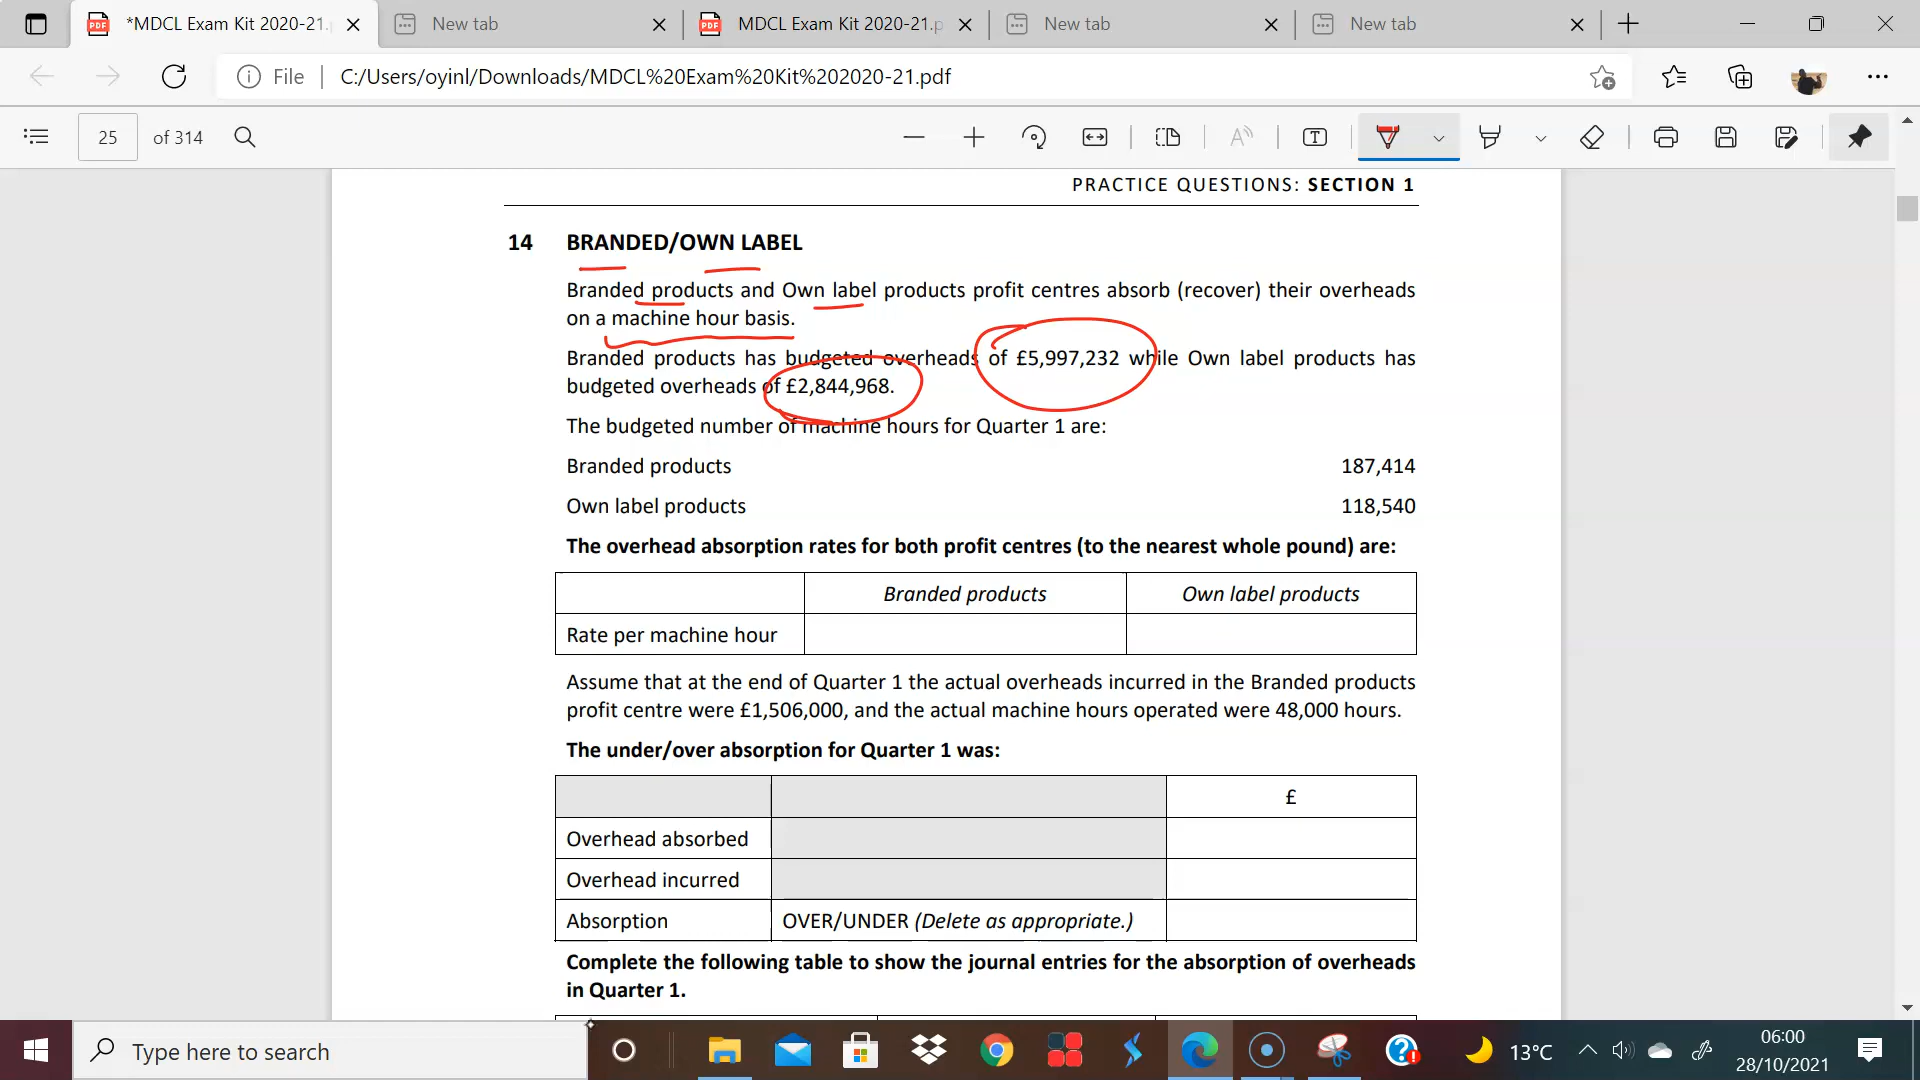 *MDCL Exam Kit 2020-21.
New tab
MDCL Exam Kit 2020-21.p
New tab
New tab
File
C:/Users/oyinl/Downloads/MDCL%20Exam%20Kit%202020-21.pdf
25 of 314
PRACTICE QUESTIONS: SECTION 1
14 BRANDED/OWN LABEL
Branded products and Own label products profit centres absorb (recover) their overheads
on a machine hour basis.
Branded products has budgeted overheads of £5,997,232 while Own label products has
budgeted overheads of £2,844,968.
The budgeted number of machine hours for Quarter 1 are:
Branded products 187,414
Own label products 118,540
The overhead absorption rates for both profit centres (to the nearest whole pound) are:
Branded products Own label products
Rate per machine hour
Assume that at the end of Quarter 1 the actual overheads incurred in the Branded products
profit centre were £1,506,000, and the actual machine hours operated were 48,000 hours.
The under/over absorption for Quarter 1 was:
£
Overhead absorbed
Overhead incurred
Absorption OVER/UNDER (Delete as appropriate.)
Complete the following table to show the journal entries for the absorption of overheads
in Quarter 1.
Type here to search
13°C
06:00
28/10/2021